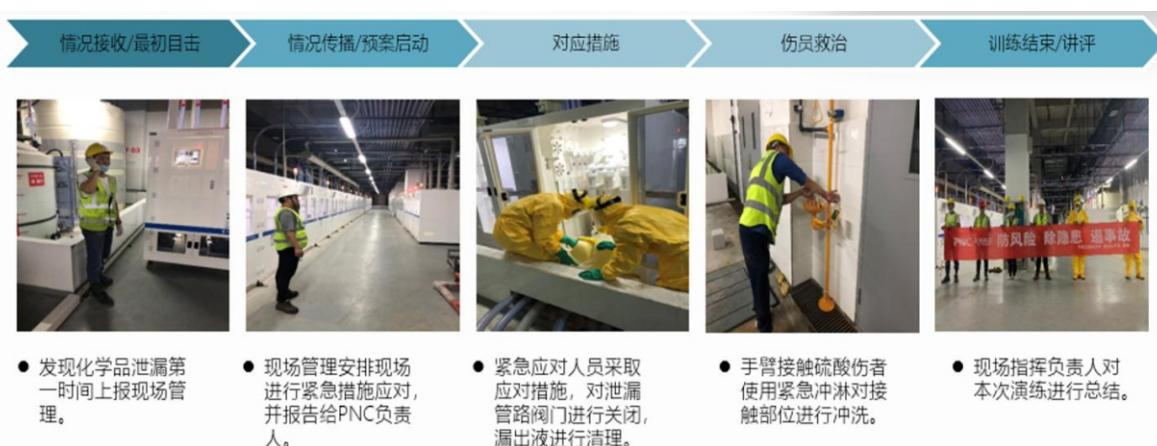 情况接收/最初目击
情况传播/预案启动
对应措施
伤员救治
训练结束/讲评
PNC
防风险 除隐患 遏事故
● 发现化学品泄漏第
一时间上报现场管
理。
● 现场管理安排现场
进行紧急措施应对,
并报告给PNC负责
人。
● 紧急应对人员采取
应对措施，对泄漏
管路阀门进行关闭,
漏出液进行清理。
● 手臂接触硫酸伤者
使用紧急冲淋对接
触部位进行冲洗。
● 现场指挥负责人对
本次演练进行总结。